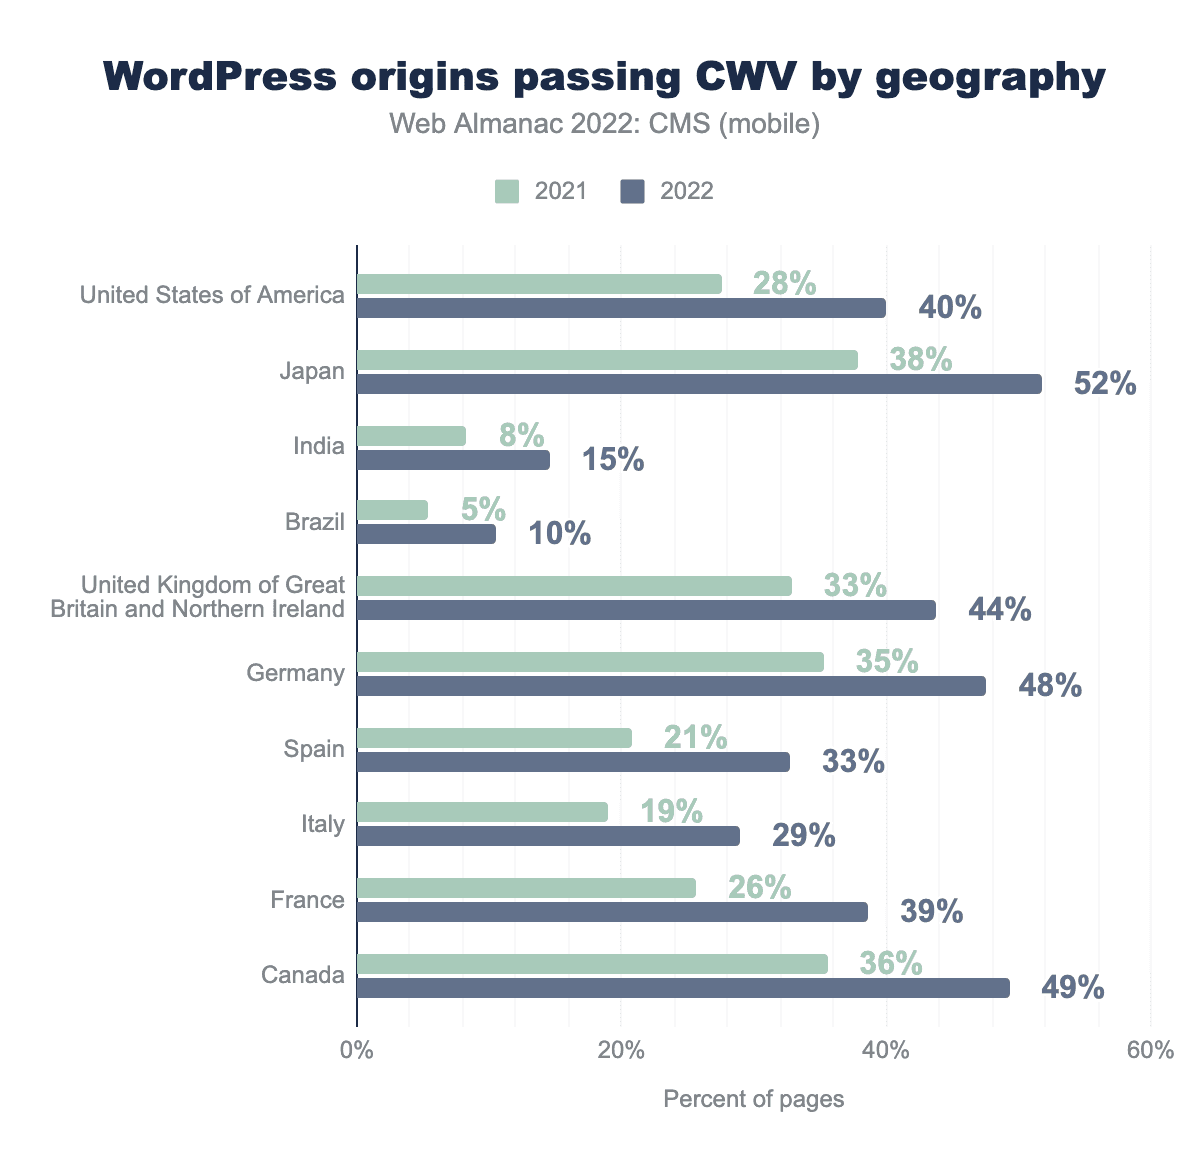 WordPress origins passing CWV by geography
Web Almanac 2022: CMS (mobile)
2021 2022
United States of America 28% 40%
Japan 38% 52%
India 8% 15%
Brazil 5% 10%
United Kingdom of Great
Britain and Northern Ireland 33% 44%
Germany 35% 48%
Spain 21% 33%
Italy 19% 29%
France 26% 39%
Canada 36% 49%
0% 20% 40% 60%
Percent of pages